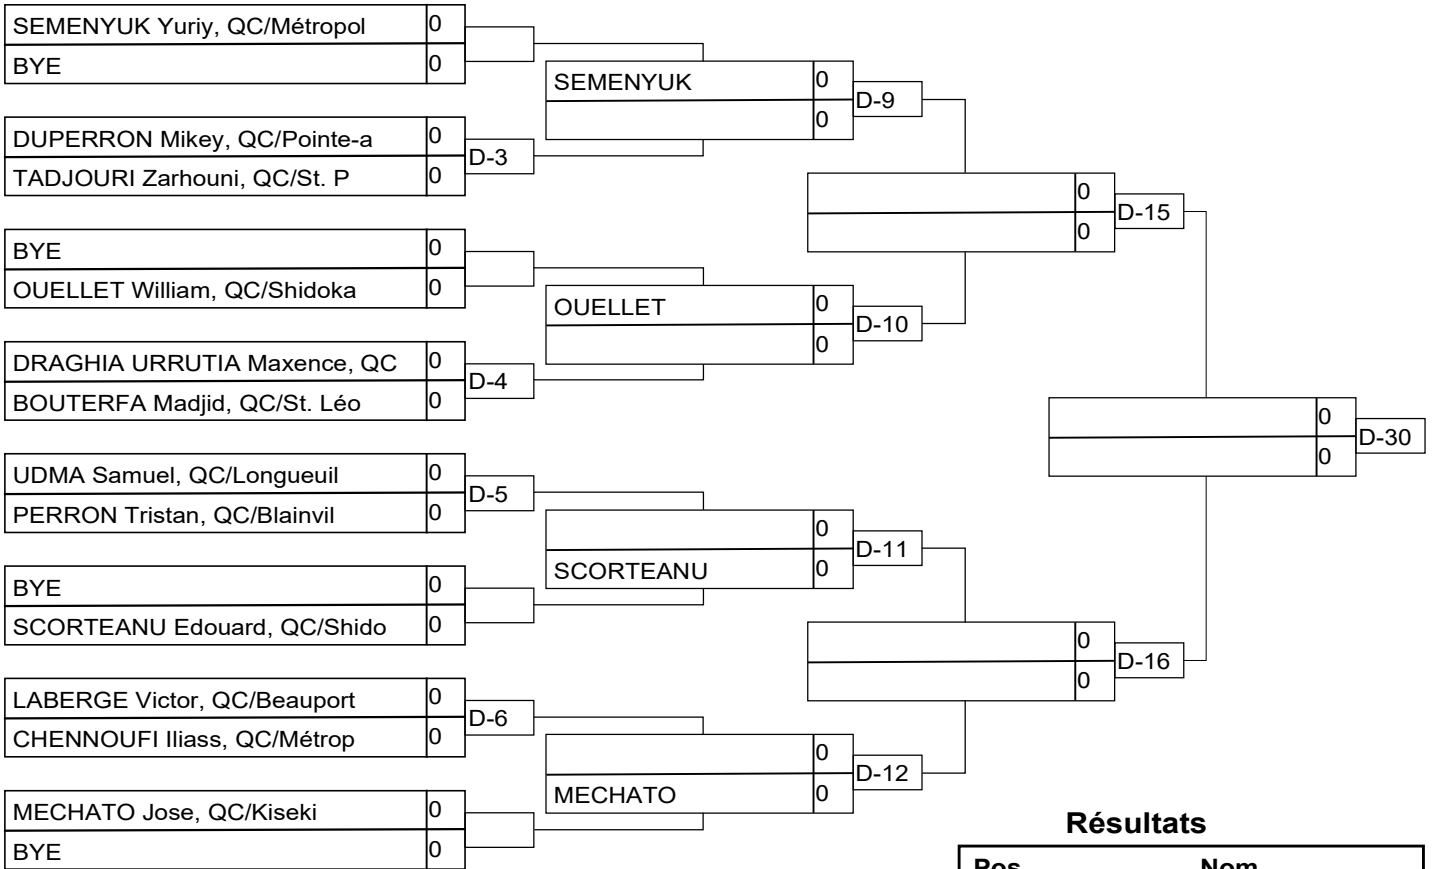 SEMENYUK Yuriy, QC/Métropol 0
BYE 0
DUPERRON Mikey, QC/Pointe-a 0
TADJOURI Zarhouni, QC/St. P 0
D-3
BYE 0
OUELLET William, QC/Shidoka 0
DRAGHIA URRUTIA Maxence, QC 0
BOUTERFA Madjid, QC/St. Léo 0
D-4
UDMA Samuel, QC/Longueuil 0
PERRON Tristan, QC/Blainvil 0
D-5
BYE 0
SCORTEANU Edouard, QC/Shido 0
LABERGE Victor, QC/Beauport 0
CHENNOUFI Iliass, QC/Métrop 0
D-6
MECHATO Jose, QC/Kiseki 0
BYE 0
SEMENYUK 0
0
D-9
OUELLET 0
0
D-10
0
SCORTEANU 0
D-11
0
MECHATO 0
D-12
0
0
D-15
0
0
D-16
0
0
D-30
Résultats
Pos Nom